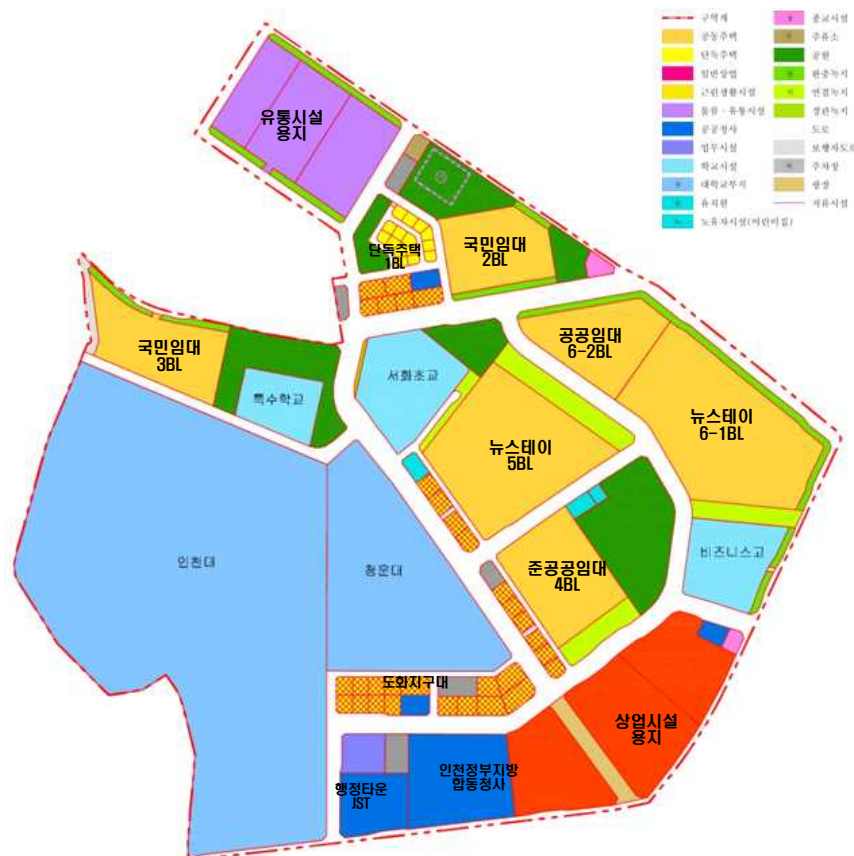 구역계
공동주택
단독주택
일반상업
근린생활시설
물류·유통시설
공공청사
업무시설
학교시설
대학교부지
유치원
노유자시설(어린이집)
종교시설
주유소
공원
완충녹지
연결녹지
경관녹지
도로
보행자도로
주차장
광장
유통시설
용지
단독주택
1BL
국민임대
2BL
국민임대
3BL
특수학교
서화초교
공공임대
6-2BL
뉴스테이
6-1BL
뉴스테이
5BL
비즈니스고
준공공임대
4BL
인천대
청운대
도화지구대
상업시설
용지
행정타운
JST
인천정부지방
합동청사